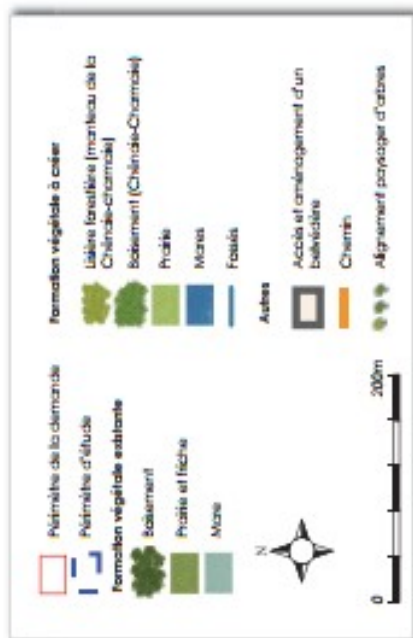 Périmètre de la demande
Périmètre d'étude
Formation végétale existante
Boisement
Prairie et friche
Mare
N
0
200m
Formation végétale à créer
Lisière forestière (manteau de la
Chênaie-charmaie)
Boisement (Chênaie-Charmaie)
Prairie
Mares
Fossés
Autres
Accès et aménagement d'un
belvédère
Chemin
Alignement paysager d'arbres